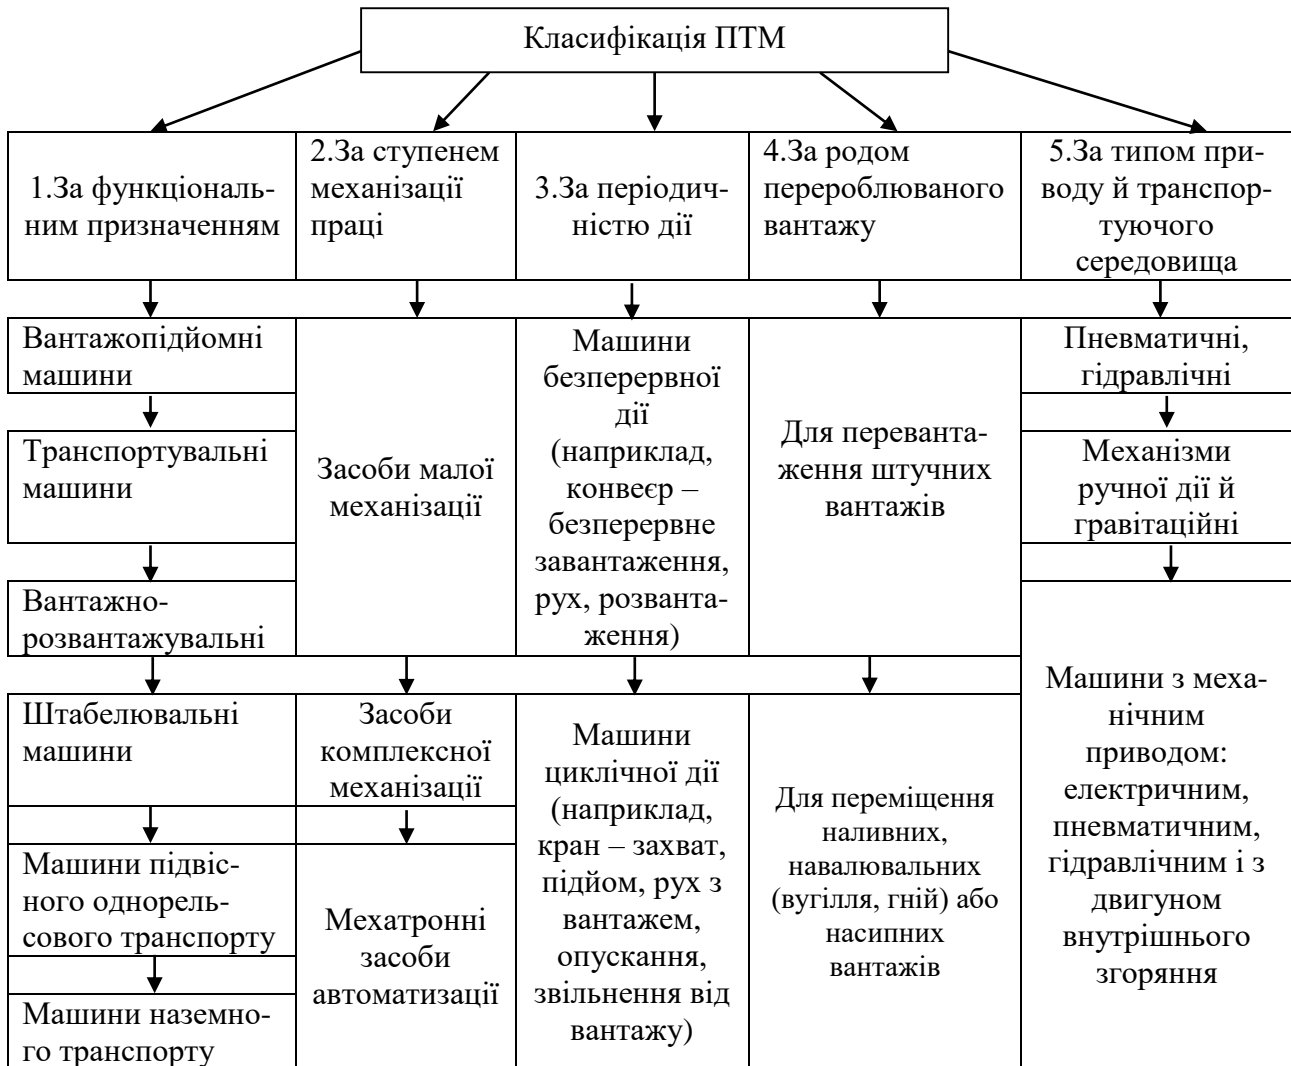 Класифікація ПТМ
1.За функціональ-
ним призначенням
2.За ступенем
механізації
праці
3.За періодич-
ністю дії
4.За родом
перероблюваного
вантажу
5.За типом при-
воду й транспор-
туючого
середовища
Вантажопідйомні
машини
Транспортувальні
машини
Вантажно-
розвантажувальні
Штабелювальні
машини
Машини підвіс-
ного однорель-
сового транспорту
Машини наземно-
го транспорту
Засоби малої
механізації
Засоби
комплексної
механізації
Мехатронні
засоби
автоматизації
Машини
безперервної
дії
(наприклад,
конвеєр –
безперервне
завантаження,
рух, розванта-
ження)
Машини
циклічної дії
(наприклад,
кран – захват,
підйом, рух з
вантажем,
опускання,
звільнення від
вантажу)
Для переванта-
ження штучних
вантажів
Для переміщення
наливних,
навалювальних
(вугілля, гній) або
насипних
вантажів
Пневматичні,
гідравлічні
Механізми
ручної дії й
гравітаційні
Машини з меха-
нічним
приводом:
електричним,
пневматичним,
гідравлічним і з
двигуном
внутрішнього
згоряння